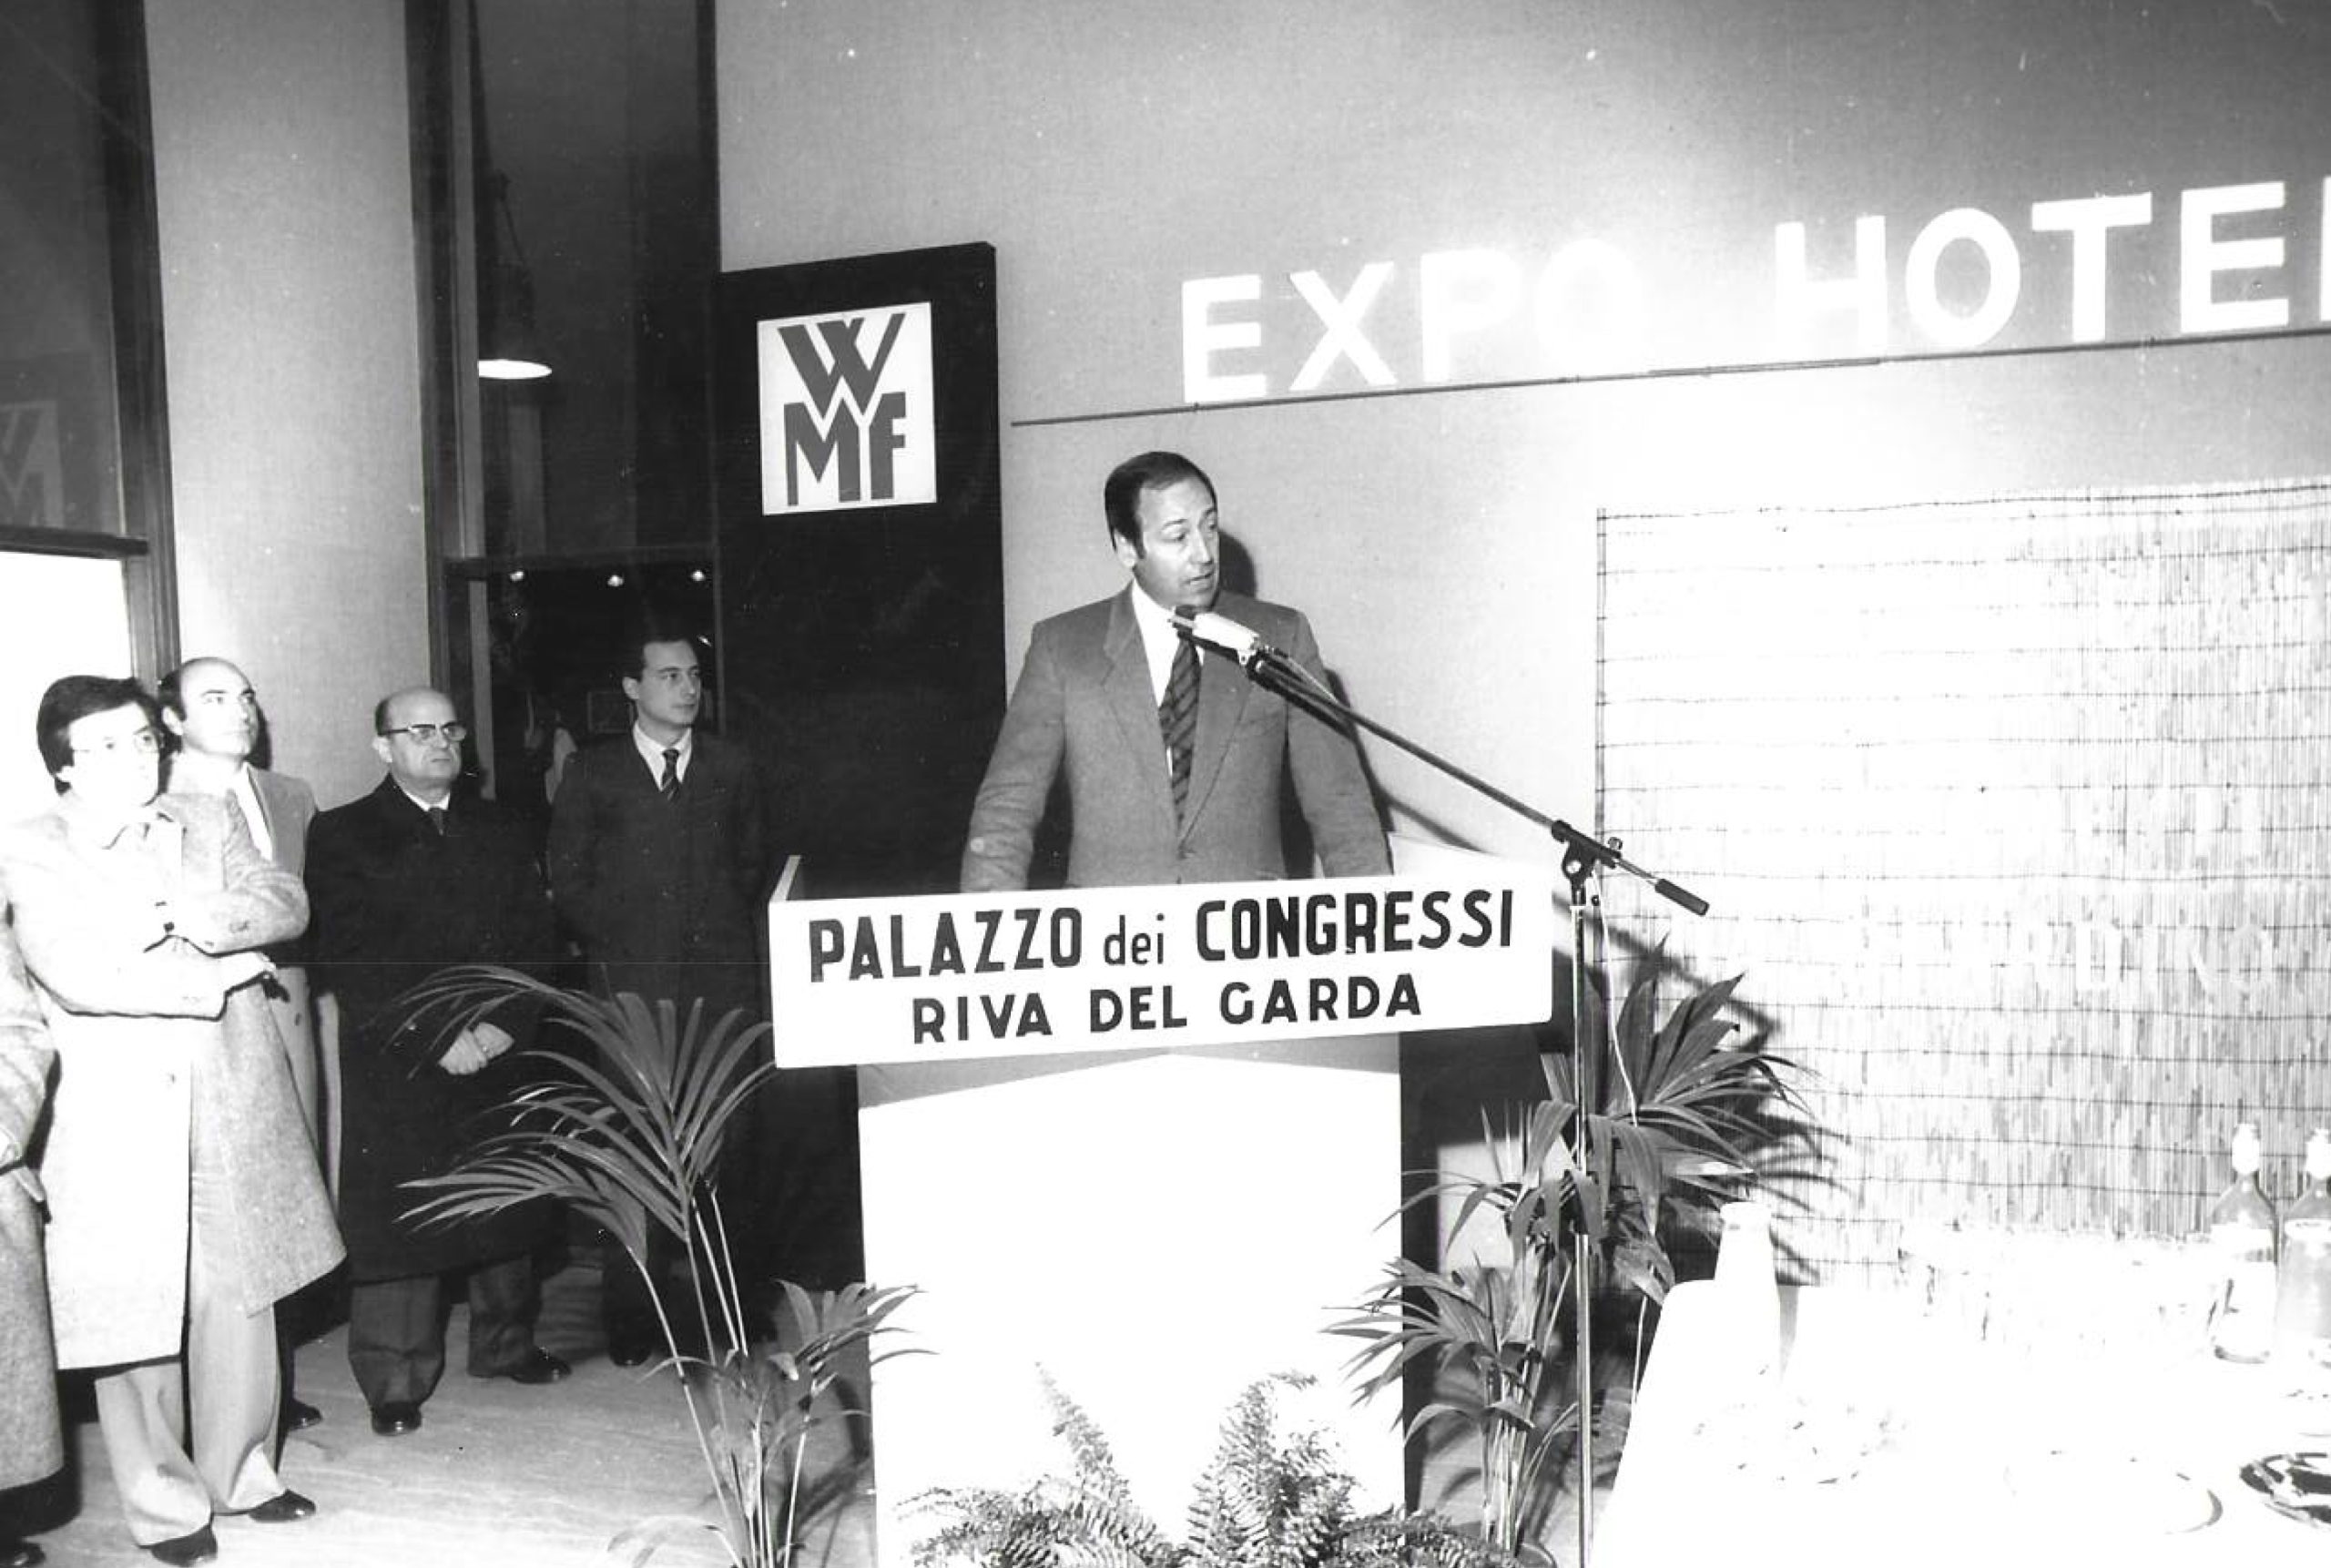 WMF
EXPO HOTEL
PALAZZO dei CONGRESSI
RIVA DEL GARDA